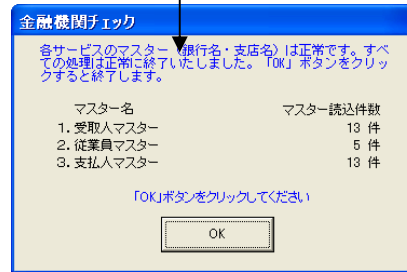 金融機関チェック
各サービスのマスター（銀行名・支店名）は正常です。すべ
ての処理は正常に終了いたしました。「OK」ボタンをクリッ
クすると終了します。
マスター名 マスター読込件数
1. 受取人マスター 13 件
2. 従業員マスター 5 件
3. 支払人マスター 13 件
「OK」ボタンをクリックしてください
OK